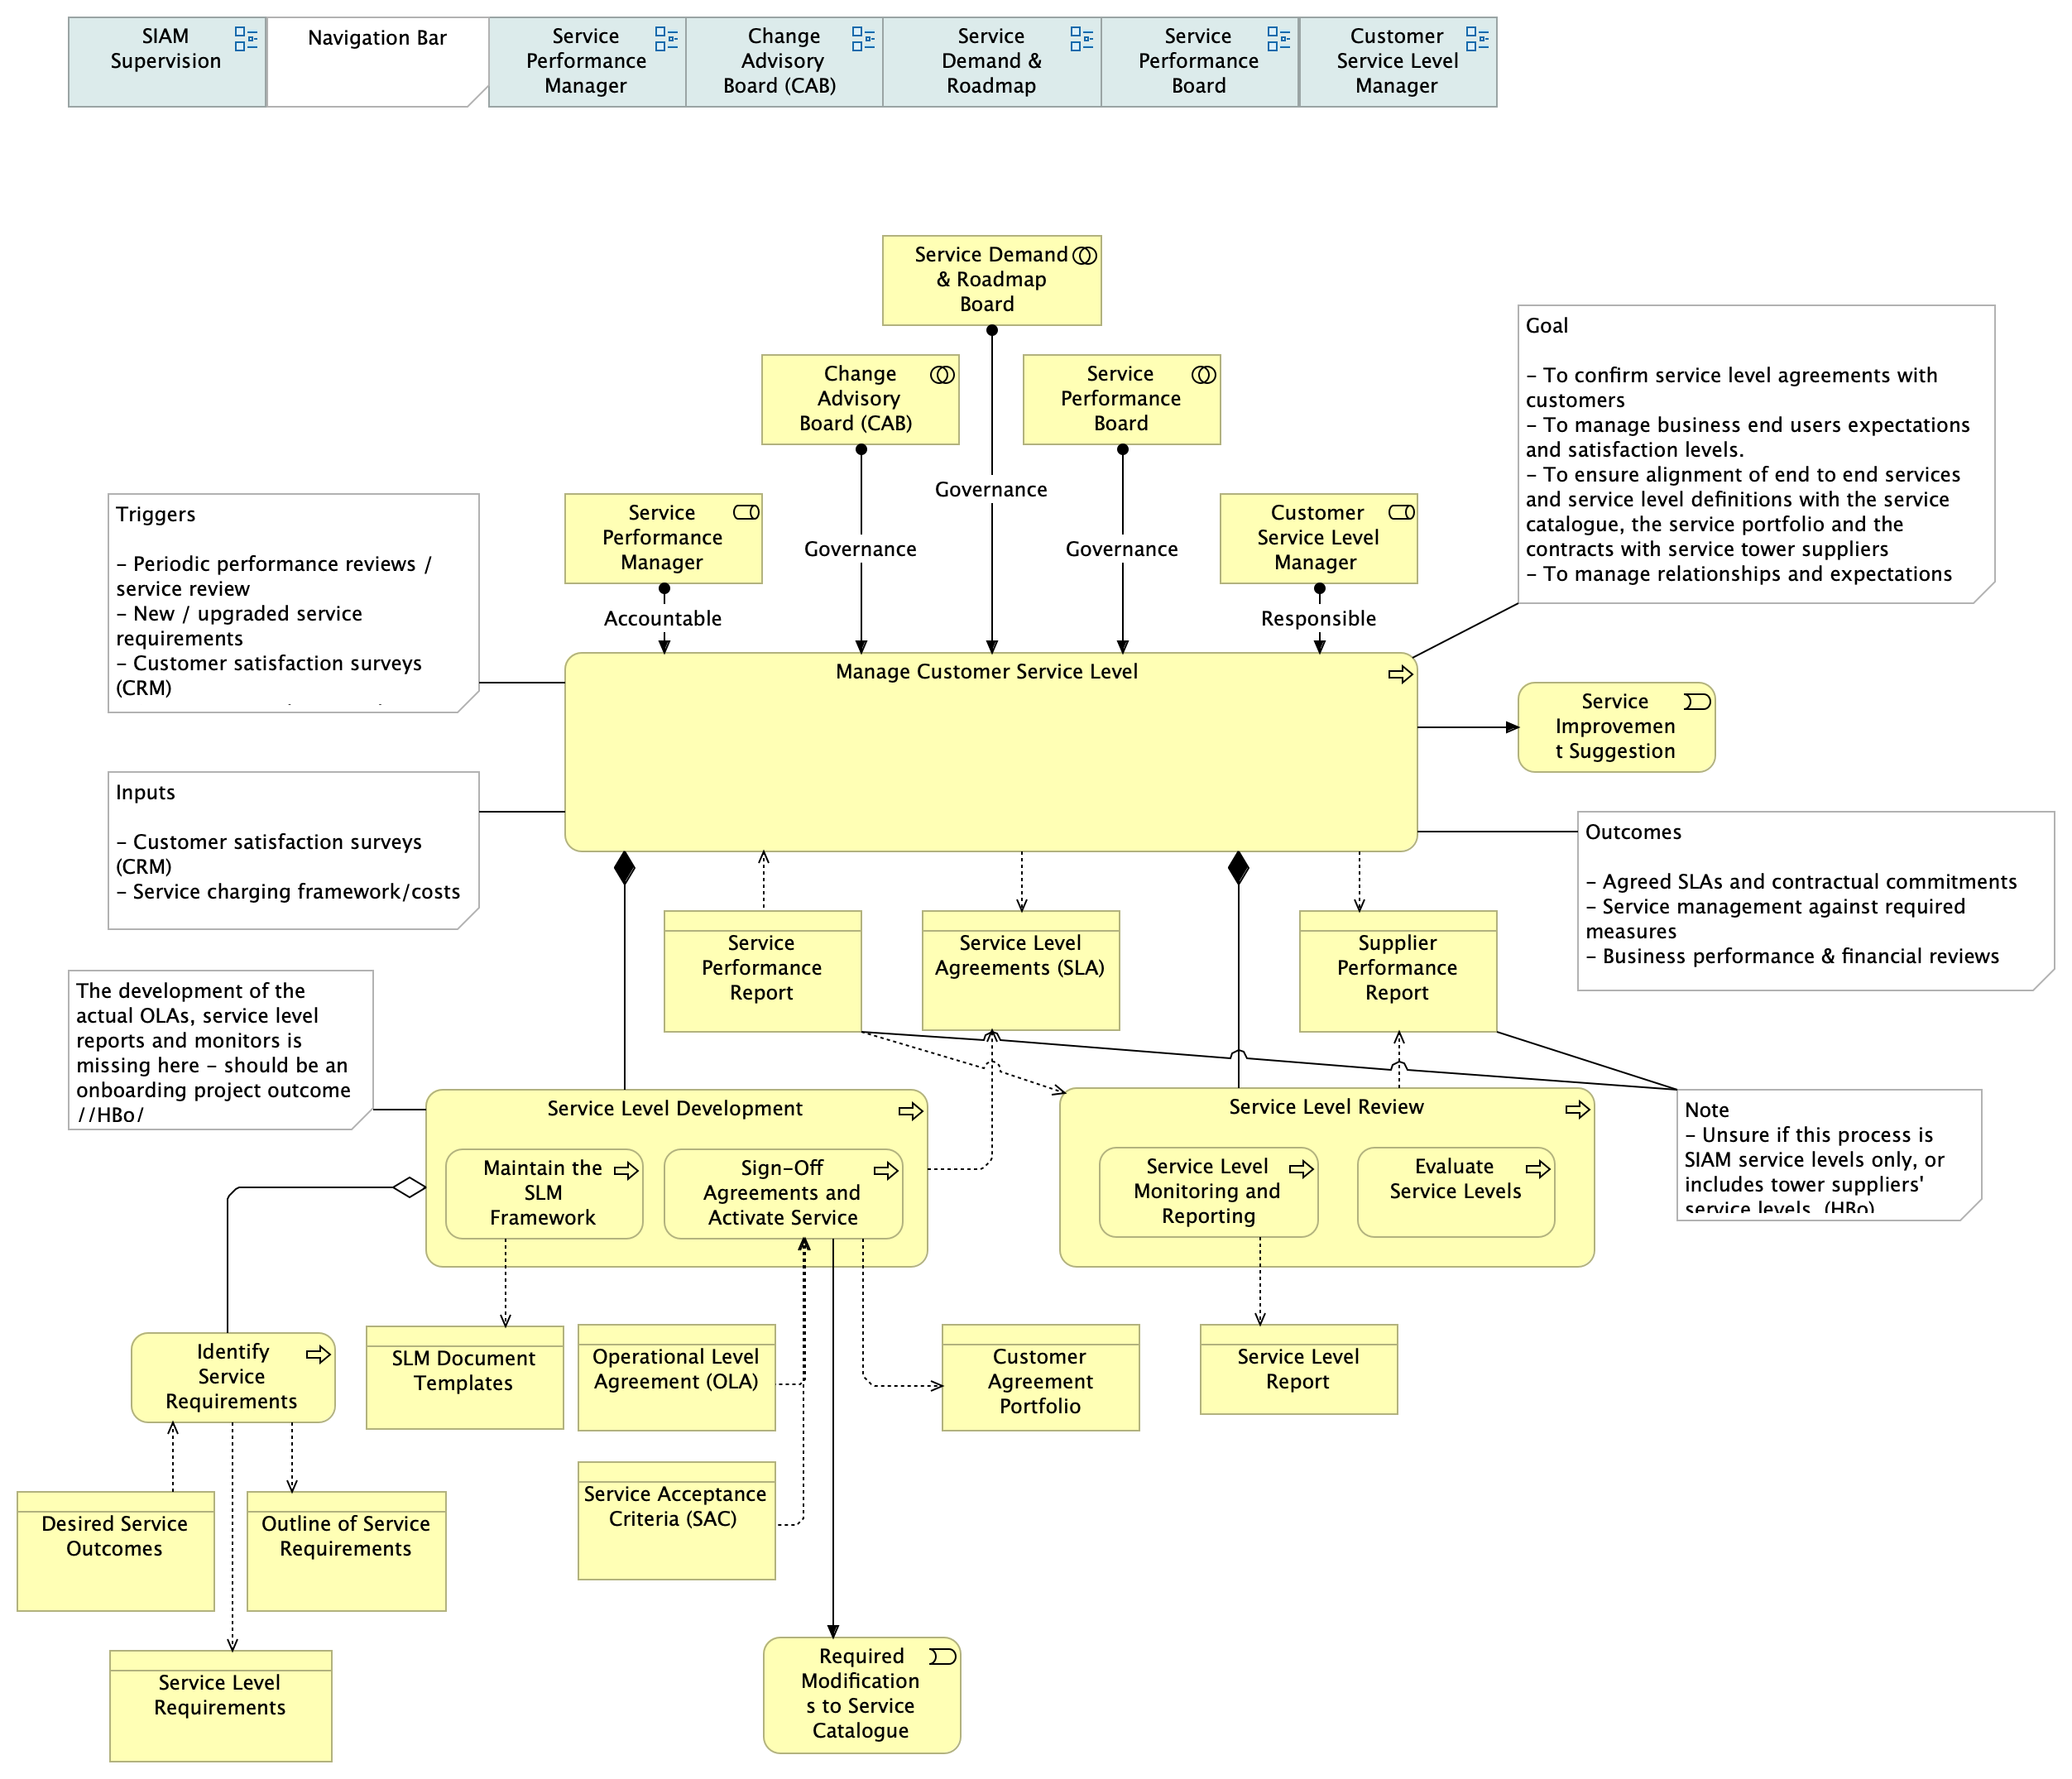 SIAM
Supervision
Navigation Bar
Service
Performance
Manager
Change
Advisory
Board (CAB)
Service
Demand &
Roadmap
Service
Performance
Board
Customer
Service Level
Manager
Service Demand
& Roadmap
Board
Change
Advisory
Board (CAB)
Service
Performance
Board
Goal
– To confirm service level agreements with
customers
– To manage business end users expectations
and satisfaction levels.
– To ensure alignment of end to end services
and service level definitions with the service
catalogue, the service portfolio and the
contracts with service tower suppliers
– To manage relationships and expectations
Governance
Governance
Governance
Triggers
– Periodic performance reviews /
service review
– New / upgraded service
requirements
– Customer satisfaction surveys
(CRM)
Service
Performance
Manager
Customer
Service Level
Manager
Accountable
Responsible
Manage Customer Service Level
Service
Improvemen
t Suggestion
Inputs
– Customer satisfaction surveys
(CRM)
– Service charging framework/costs
Outcomes
– Agreed SLAs and contractual commitments
– Service management against required
measures
– Business performance & financial reviews
Service
Performance
Report
Service Level
Agreements (SLA)
Supplier
Performance
Report
The development of the
actual OLAs, service level
reports and monitors is
missing here – should be an
onboarding project outcome
//HBo/
Service Level Development
Maintain the
SLM
Framework
Sign–Off
Agreements and
Activate Service
Service Level Review
Service Level
Monitoring and
Reporting
Evaluate
Service Levels
Note
– Unsure if this process is
SIAM service levels only, or
includes tower suppliers'
service levels. (HBo)
Identify
Service
Requirements
SLM Document
Templates
Operational Level
Agreement (OLA)
Customer
Agreement
Portfolio
Service Level
Report
Desired Service
Outcomes
Outline of Service
Requirements
Service Acceptance
Criteria (SAC)
Service Level
Requirements
Required
Modification
s to Service
Catalogue